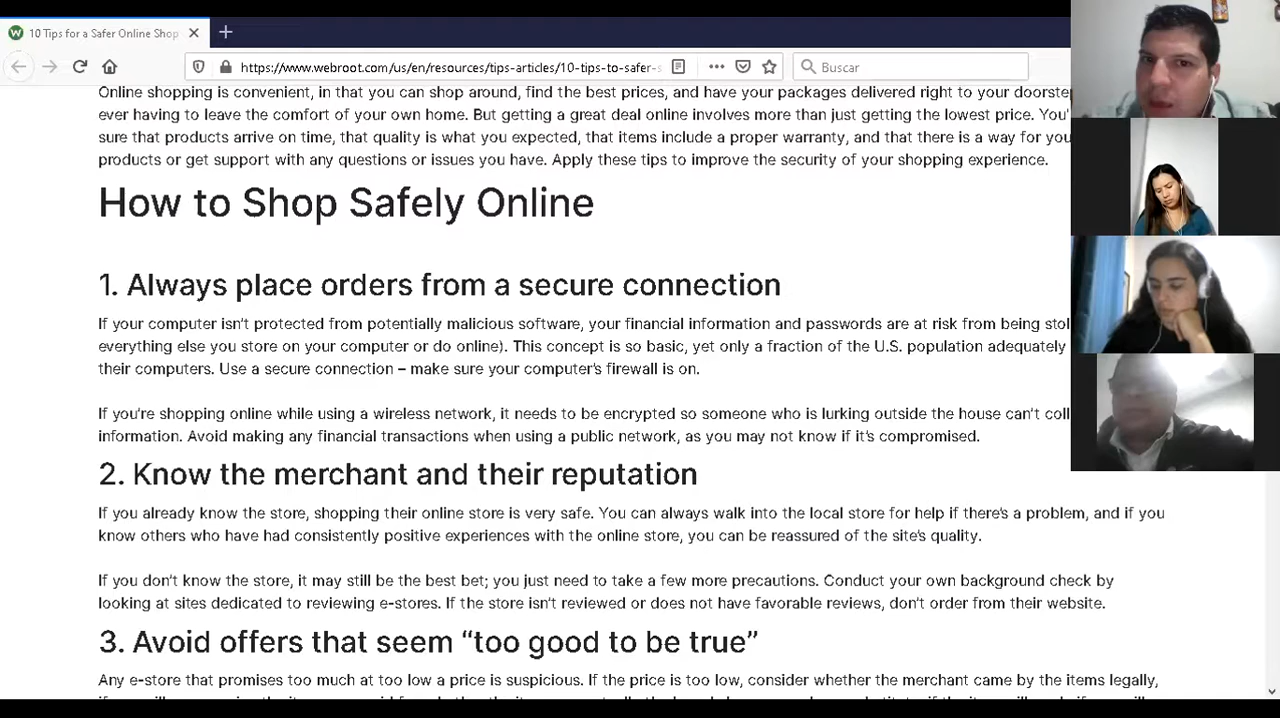 10 Tips for a Safer Online Shop
https://www.webroot.com/us/en/resources/tips-articles/10-tips-to-safer-s
Buscar
Online shopping is convenient, in that you can shop around, find the best prices, and have your packages delivered right to your doorstep
ever having to leave the comfort of your own home. But getting a great deal online involves more than just getting the lowest price. You'
sure that products arrive on time, that quality is what you expected, that items include a proper warranty, and that there is a way for you
products or get support with any questions or issues you have. Apply these tips to improve the security of your shopping experience.
How to Shop Safely Online
1. Always place orders from a secure connection
If your computer isn't protected from potentially malicious software, your financial information and passwords are at risk from being stol
everything else you store on your computer or do online). This concept is so basic, yet only a fraction of the U.S. population adequately
their computers. Use a secure connection – make sure your computer's firewall is on.
If you're shopping online while using a wireless network, it needs to be encrypted so someone who is lurking outside the house can't coll
information. Avoid making any financial transactions when using a public network, as you may not know if it's compromised.
2. Know the merchant and their reputation
If you already know the store, shopping their online store is very safe. You can always walk into the local store for help if there's a problem, and if you
know others who have had consistently positive experiences with the online store, you can be reassured of the site's quality.
If you don't know the store, it may still be the best bet; you just need to take a few more precautions. Conduct your own background check by
looking at sites dedicated to reviewing e-stores. If the store isn't reviewed or does not have favorable reviews, don't order from their website.
3. Avoid offers that seem “too good to be true”
Any e-store that promises too much at too low a price is suspicious. If the price is too low, consider whether the merchant came by the items legally,